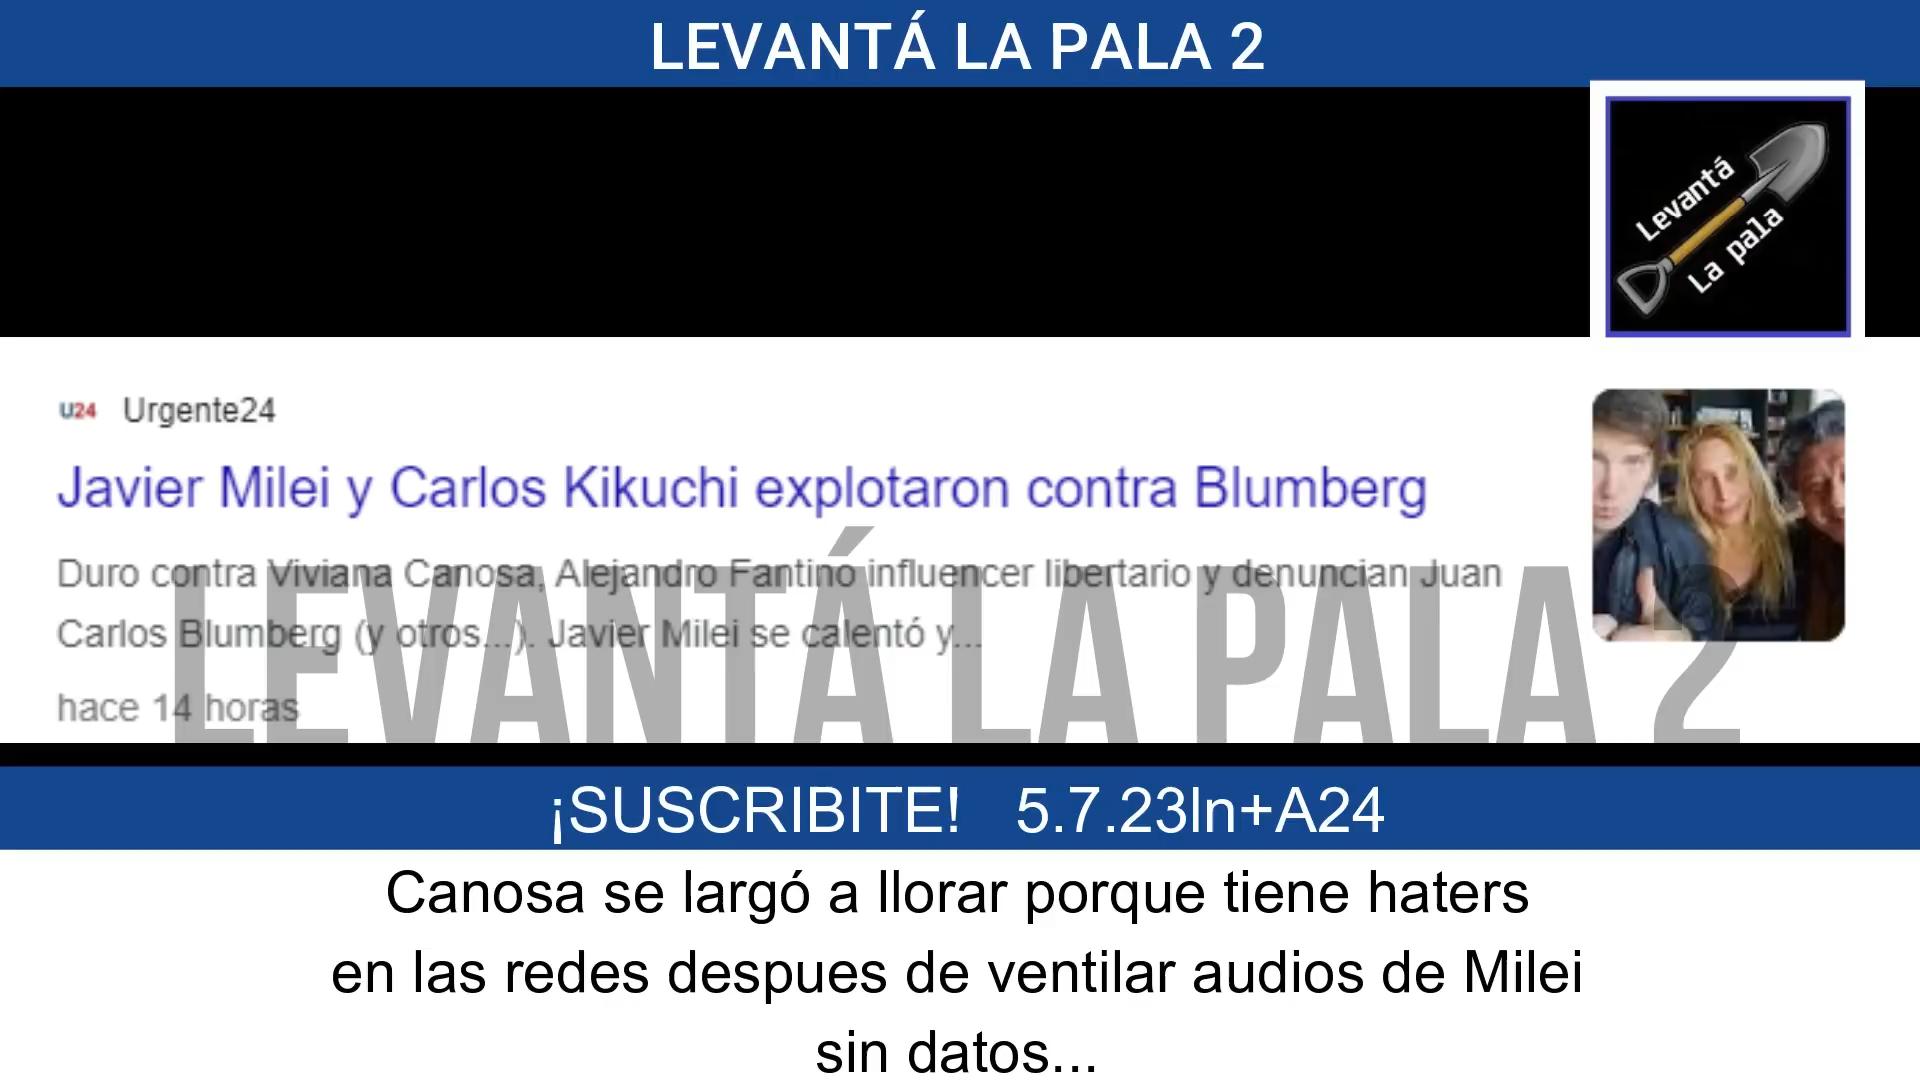 LEVANTÁ LA PALA 2
Levantá
La pala
U24 Urgente24
Javier Milei y Carlos Kikuchi explotaron contra Blumberg
Duro contra Viviana Canosa, Alejandro Fantino influencer libertario y denuncian Juan
Carlos Blumberg (y otros...). Javier Milei se calentó y...
hace 14 horas
LEVANTÁ LA PALA 2
¡SUSCRIBITE! 5.7.23ln+A24
Canosa se largó a llorar porque tiene haters
en las redes despues de ventilar audios de Milei
sin datos...